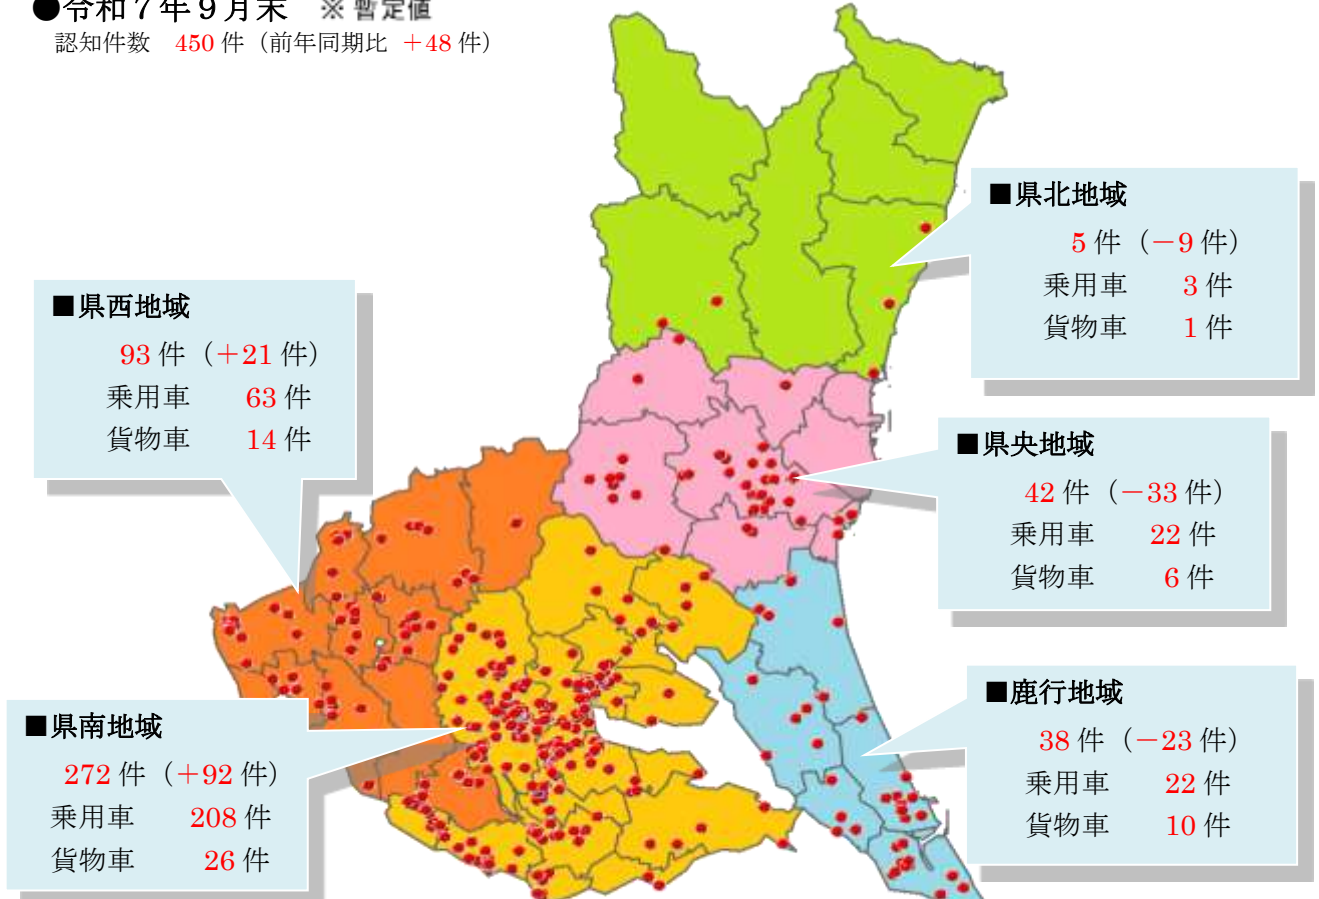 ●令和７年９月末　※ 暫定値
認知件数　450 件（前年同期比 ＋48 件）
■県北地域
5 件（－9 件）
乗用車　3 件
貨物車　1 件
■県西地域
93 件（＋21 件）
乗用車　63 件
貨物車　14 件
■県央地域
42 件（－33 件）
乗用車　22 件
貨物車　6 件
■鹿行地域
38 件（－23 件）
乗用車　22 件
貨物車　10 件
■県南地域
272 件（＋92 件）
乗用車　208 件
貨物車　26 件